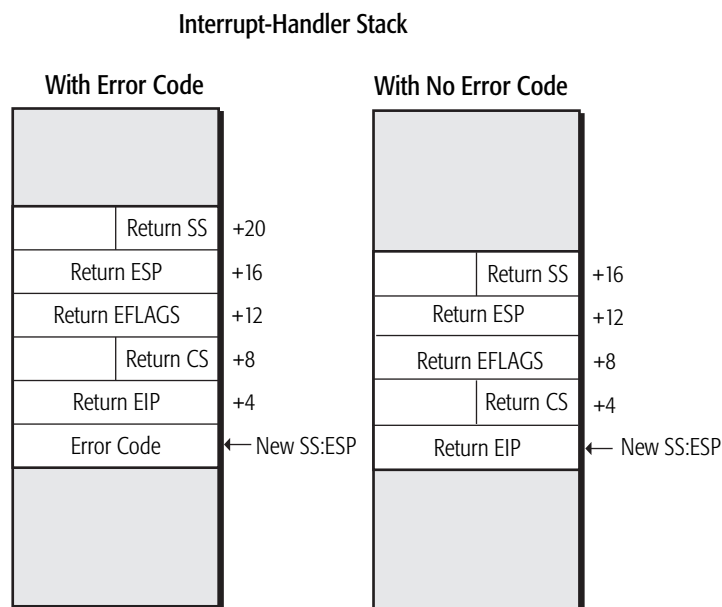 Interrupt-Handler Stack
With Error Code
Return SS +20
Return ESP +16
Return EFLAGS +12
Return CS +8
Return EIP +4
Error Code New SS:ESP
With No Error Code
Return SS +16
Return ESP +12
Return EFLAGS +8
Return CS +4
Return EIP New SS:ESP